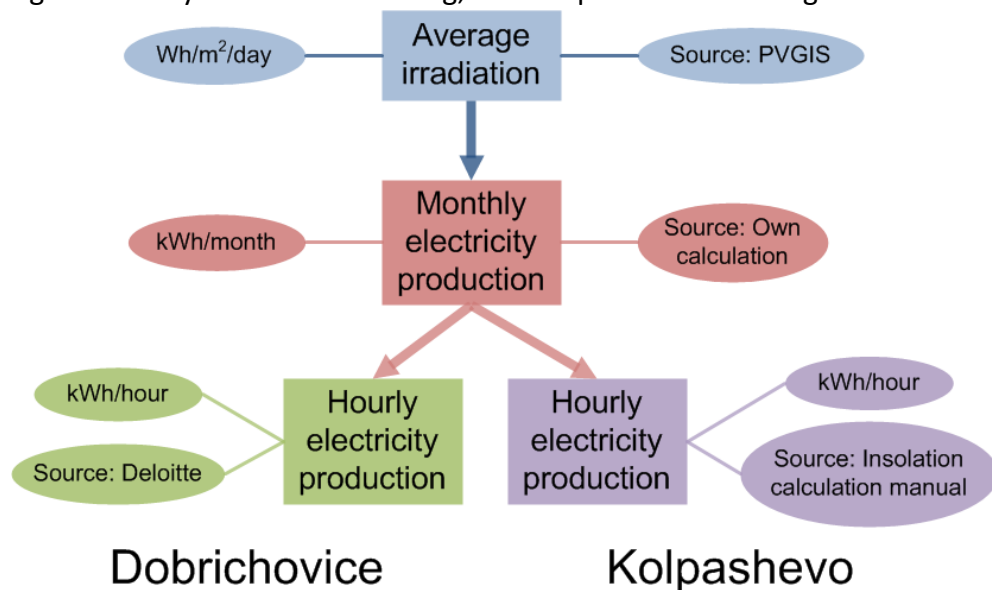 Wh/m²/day
Average
irradiation
Source: PVGIS
kWh/month
Monthly
electricity
production
Source: Own
calculation
kWh/hour
Source: Deloitte
Hourly
electricity
production
Hourly
electricity
production
kWh/hour
Source: Insolation
calculation manual
Dobrichovice
Kolpashevo